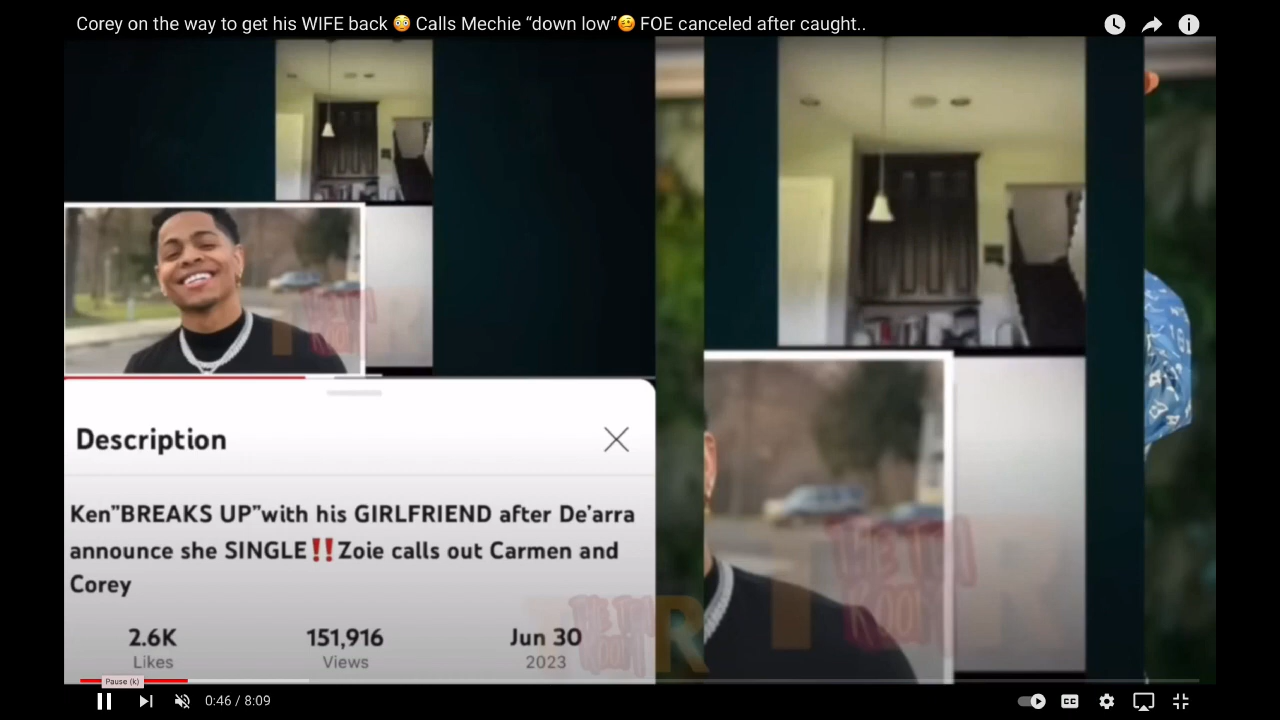 Corey on the way to get his WIFE back 😳 Calls Mechie “down low”🥴 FOE canceled after caught..
Description
Ken"BREAKS UP"with his GIRLFRIEND after De'arra
announce she SINGLE‼️Zoie calls out Carmen and
Corey
2.6K 151,916 Jun 30
Likes Views 2023
Pause (k)
0:46 / 8:09
CC